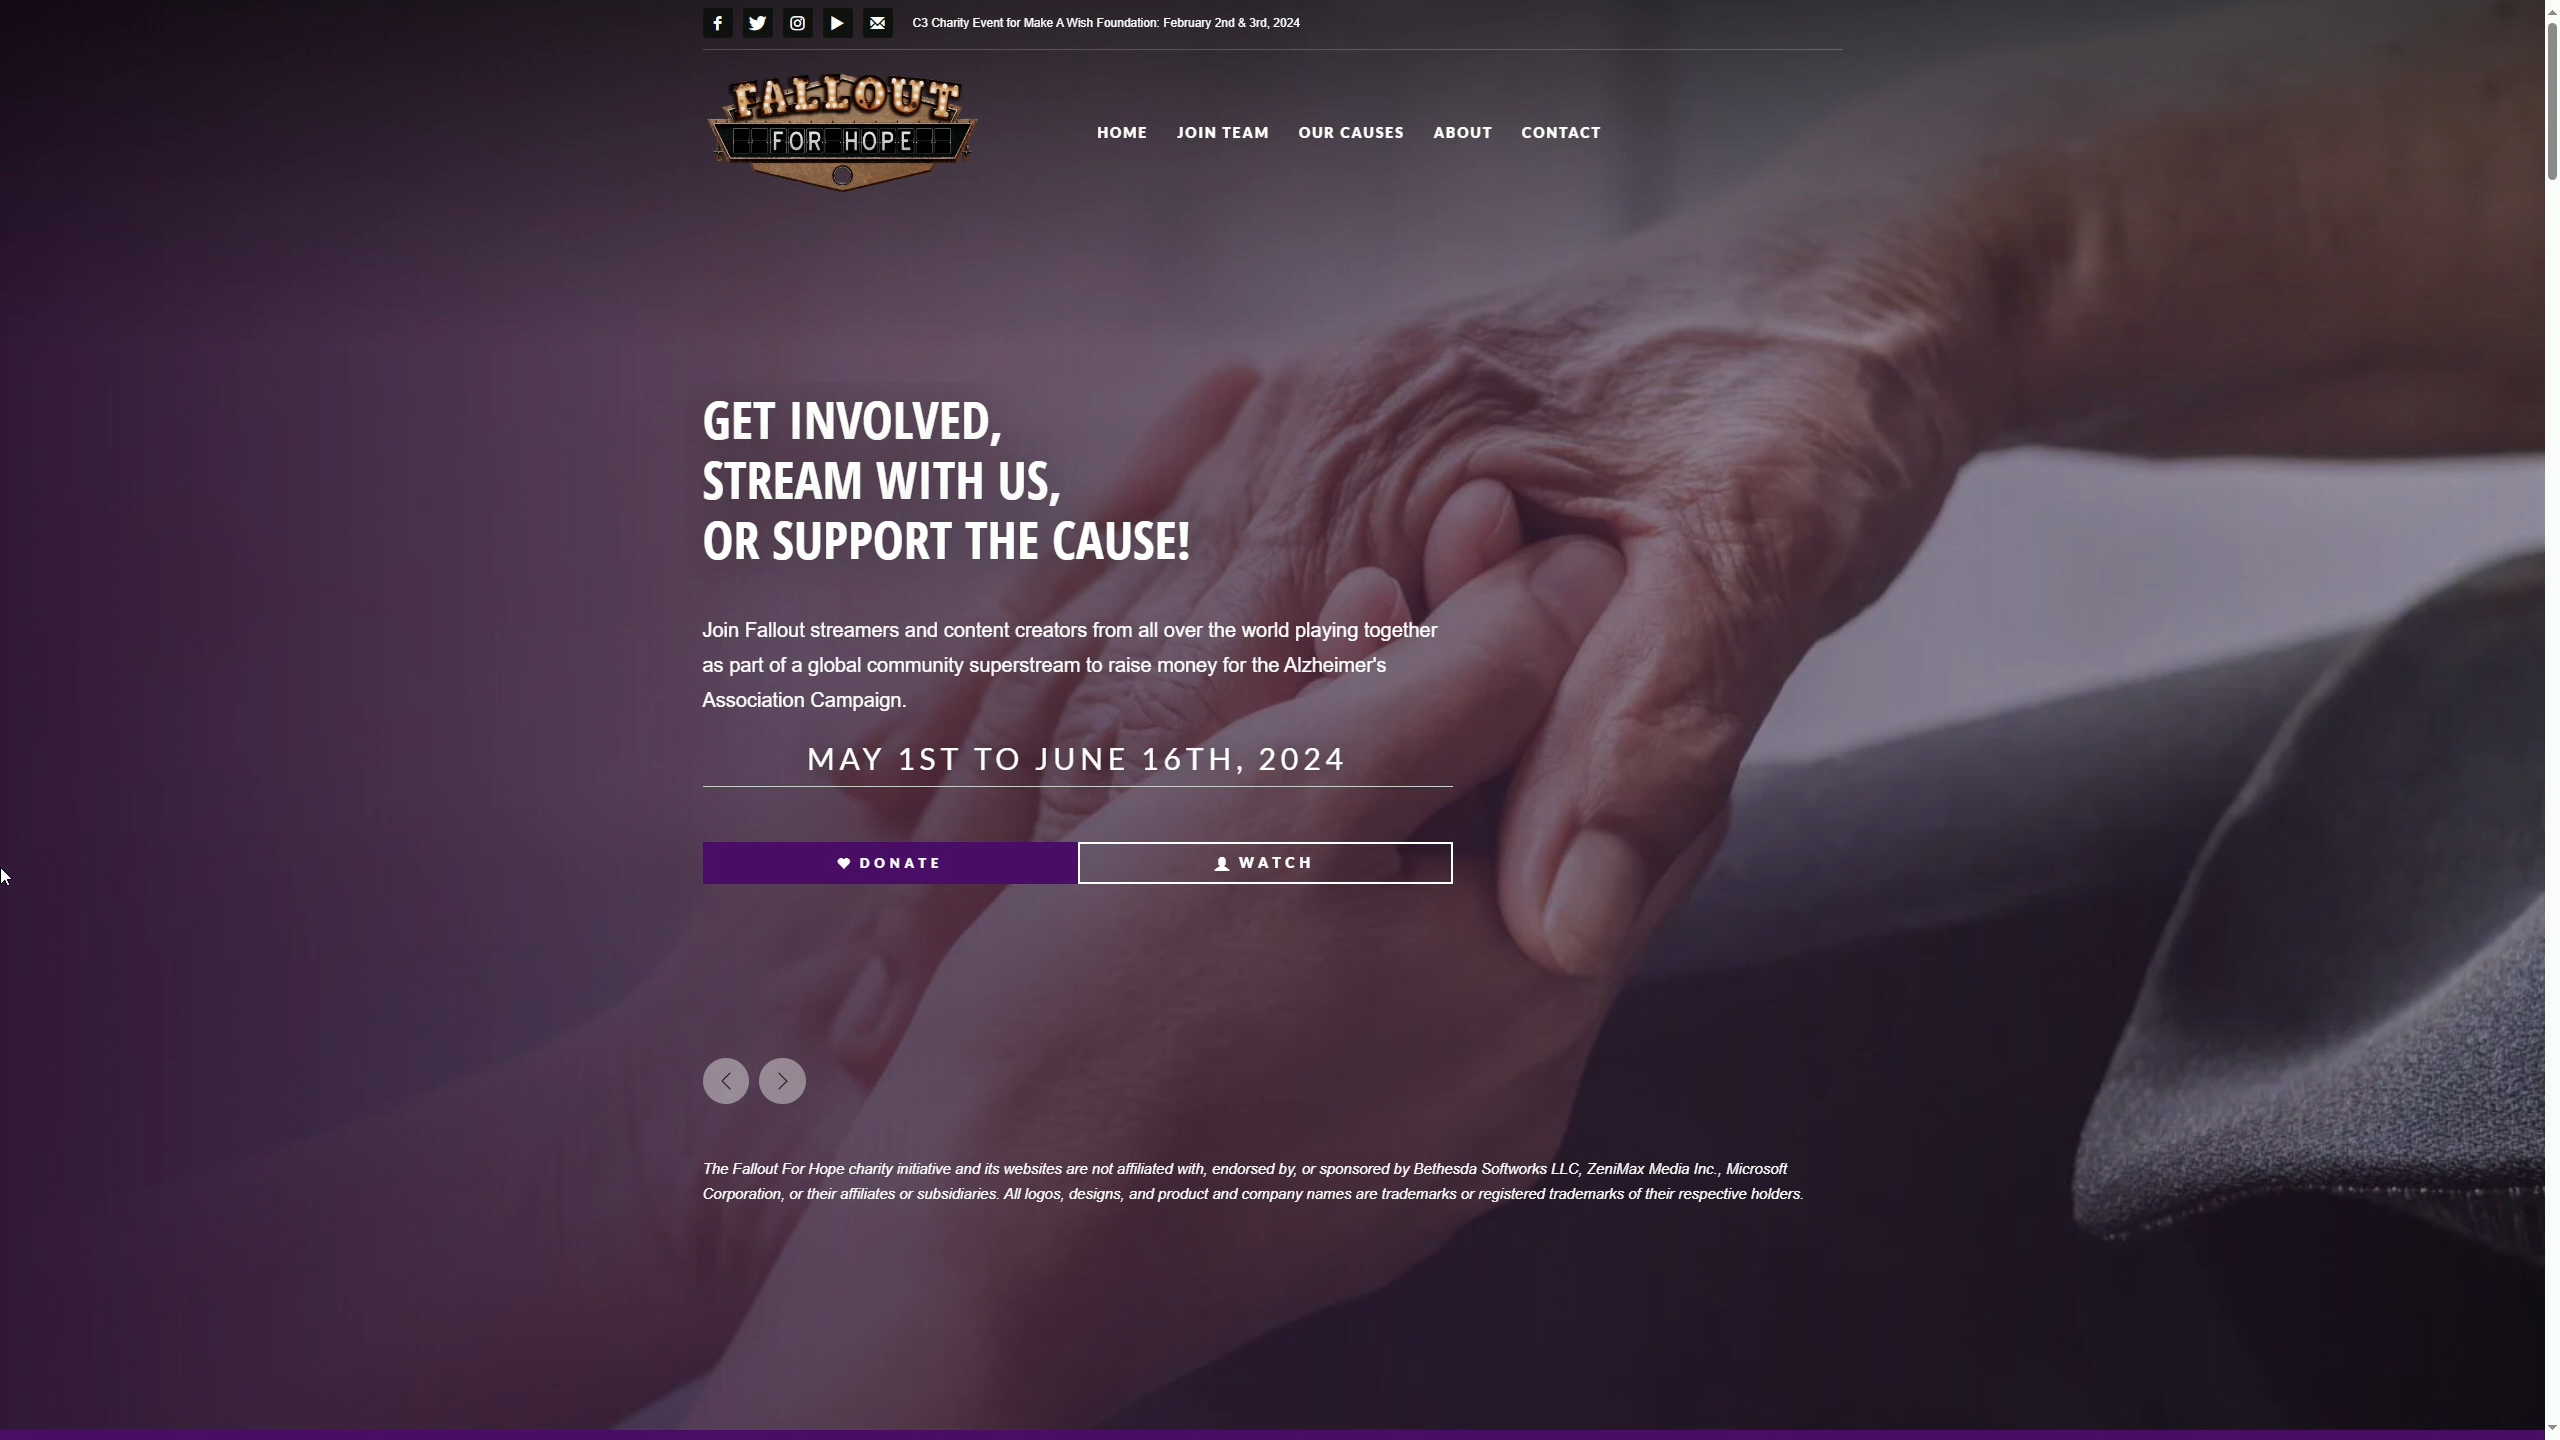 C3 Charity Event for Make A Wish Foundation: February 2nd & 3rd, 2024
FALLOUT
FOR HOPE
HOME JOIN TEAM OUR CAUSES ABOUT CONTACT
GET INVOLVED,
STREAM WITH US,
OR SUPPORT THE CAUSE!
Join Fallout streamers and content creators from all over the world playing together
as part of a global community superstream to raise money for the Alzheimer's
Association Campaign.
MAY 1ST TO JUNE 16TH, 2024
DONATE WATCH
The Fallout For Hope charity initiative and its websites are not affiliated with, endorsed by, or sponsored by Bethesda Softworks LLC, ZeniMax Media Inc., Microsoft
Corporation, or their affiliates or subsidiaries. All logos, designs, and product and company names are trademarks or registered trademarks of their respective holders.